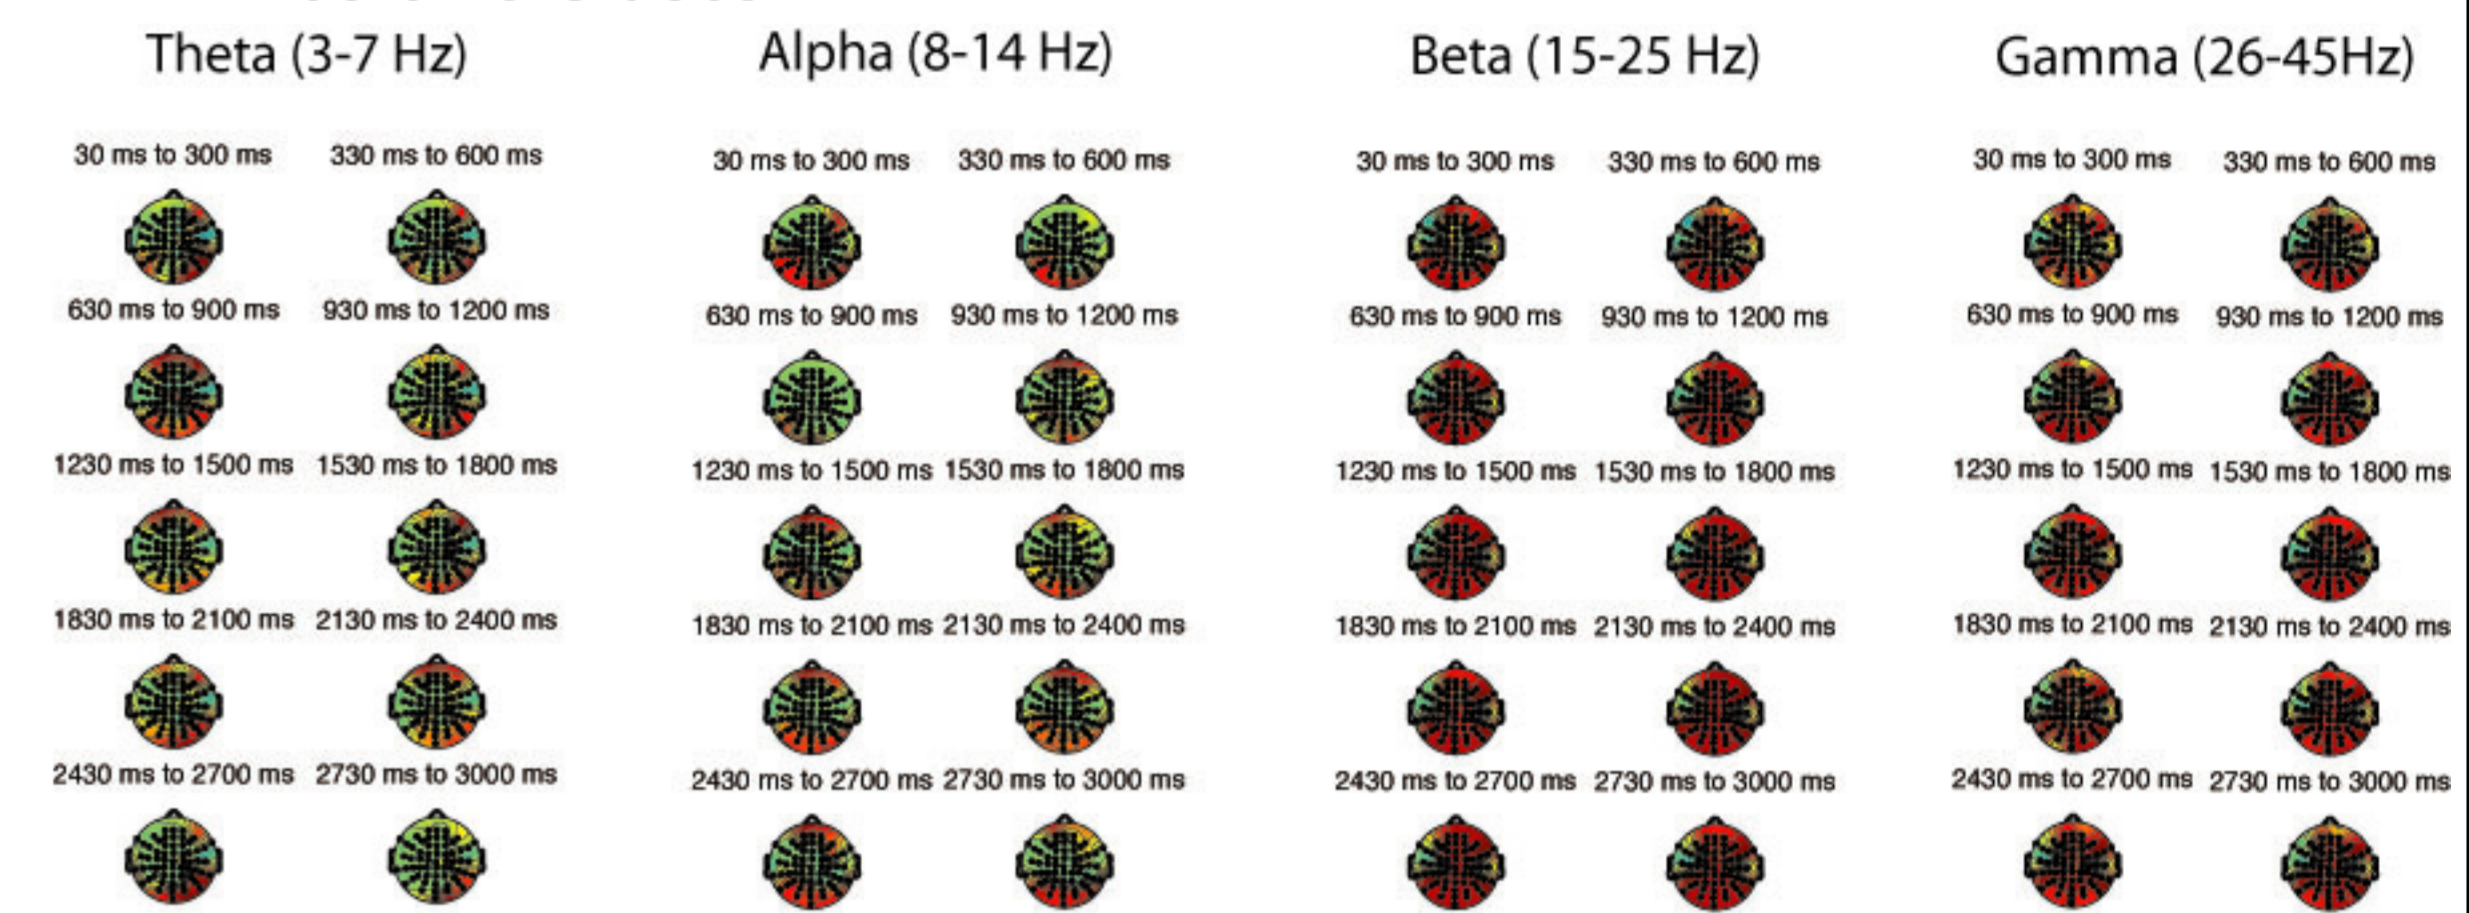 Theta (3-7 Hz) Alpha (8-14 Hz) Beta (15-25 Hz) Gamma (26-45Hz)
30 ms to 300 ms 330 ms to 600 ms 30 ms to 300 ms 330 ms to 600 ms 30 ms to 300 ms 330 ms to 600 ms 30 ms to 300 ms 330 ms to 600 ms
630 ms to 900 ms 930 ms to 1200 ms 630 ms to 900 ms 930 ms to 1200 ms 630 ms to 900 ms 930 ms to 1200 ms 630 ms to 900 ms 930 ms to 1200 ms
1230 ms to 1500 ms 1530 ms to 1800 ms 1230 ms to 1500 ms 1530 ms to 1800 ms 1230 ms to 1500 ms 1530 ms to 1800 ms 1230 ms to 1500 ms 1530 ms to 1800 ms
1830 ms to 2100 ms 2130 ms to 2400 ms 1830 ms to 2100 ms 2130 ms to 2400 ms 1830 ms to 2100 ms 2130 ms to 2400 ms 1830 ms to 2100 ms 2130 ms to 2400 ms
2430 ms to 2700 ms 2730 ms to 3000 ms 2430 ms to 2700 ms 2730 ms to 3000 ms 2430 ms to 2700 ms 2730 ms to 3000 ms 2430 ms to 2700 ms 2730 ms to 3000 ms